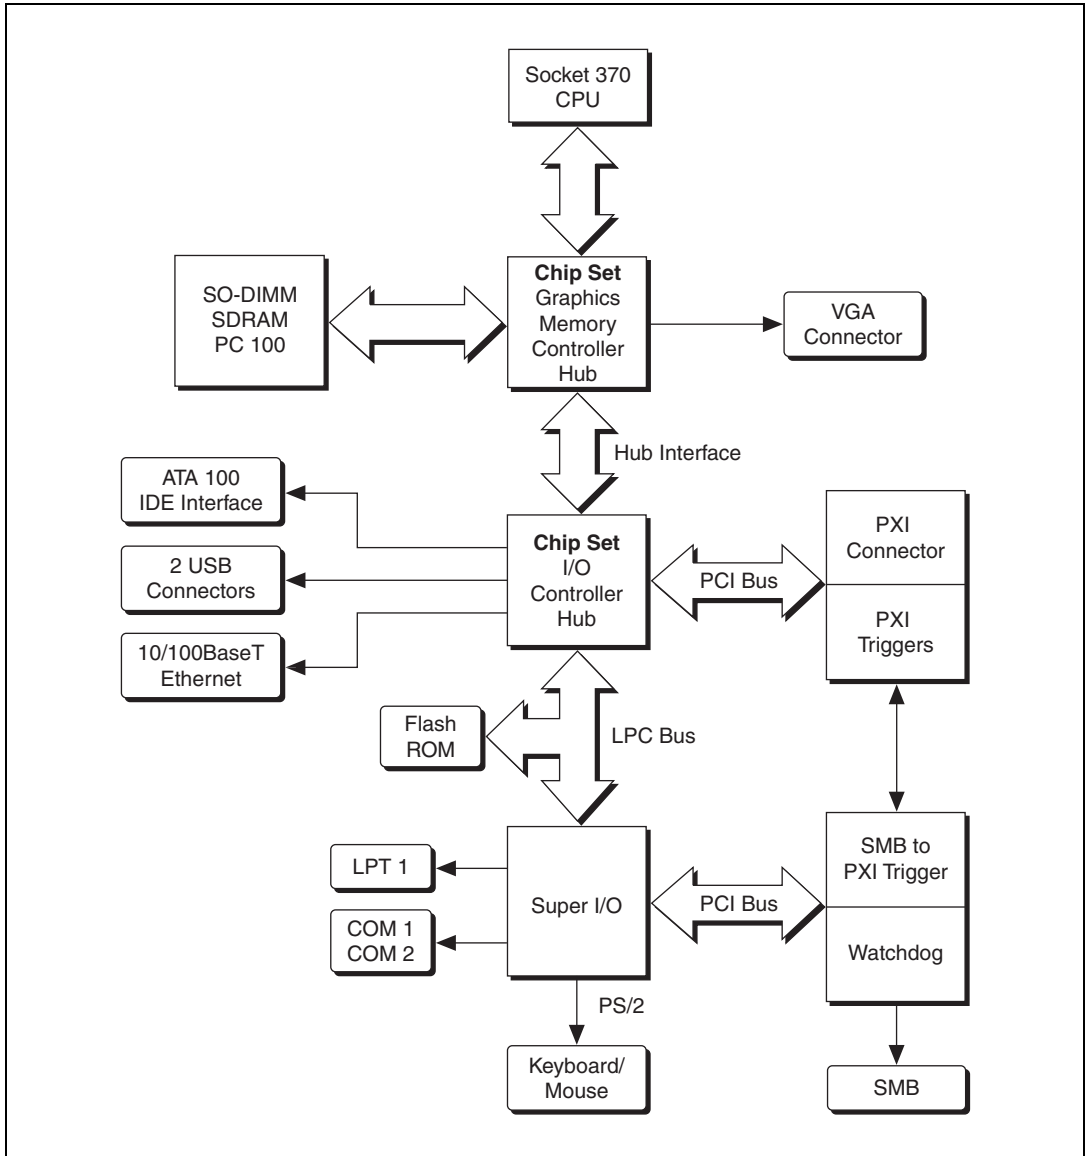 Socket 370
CPU
SO-DIMM
SDRAM
PC 100
Chip Set
Graphics
Memory
Controller
Hub
VGA
Connector
Hub Interface
ATA 100
IDE Interface
2 USB
Connectors
10/100BaseT
Ethernet
Chip Set
I/O
Controller
Hub
PCI Bus
PXI
Connector
PXI
Triggers
Flash
ROM
LPC Bus
LPT 1
COM 1
COM 2
Super I/O
PCI Bus
SMB to
PXI Trigger
Watchdog
PS/2
Keyboard/
Mouse
SMB